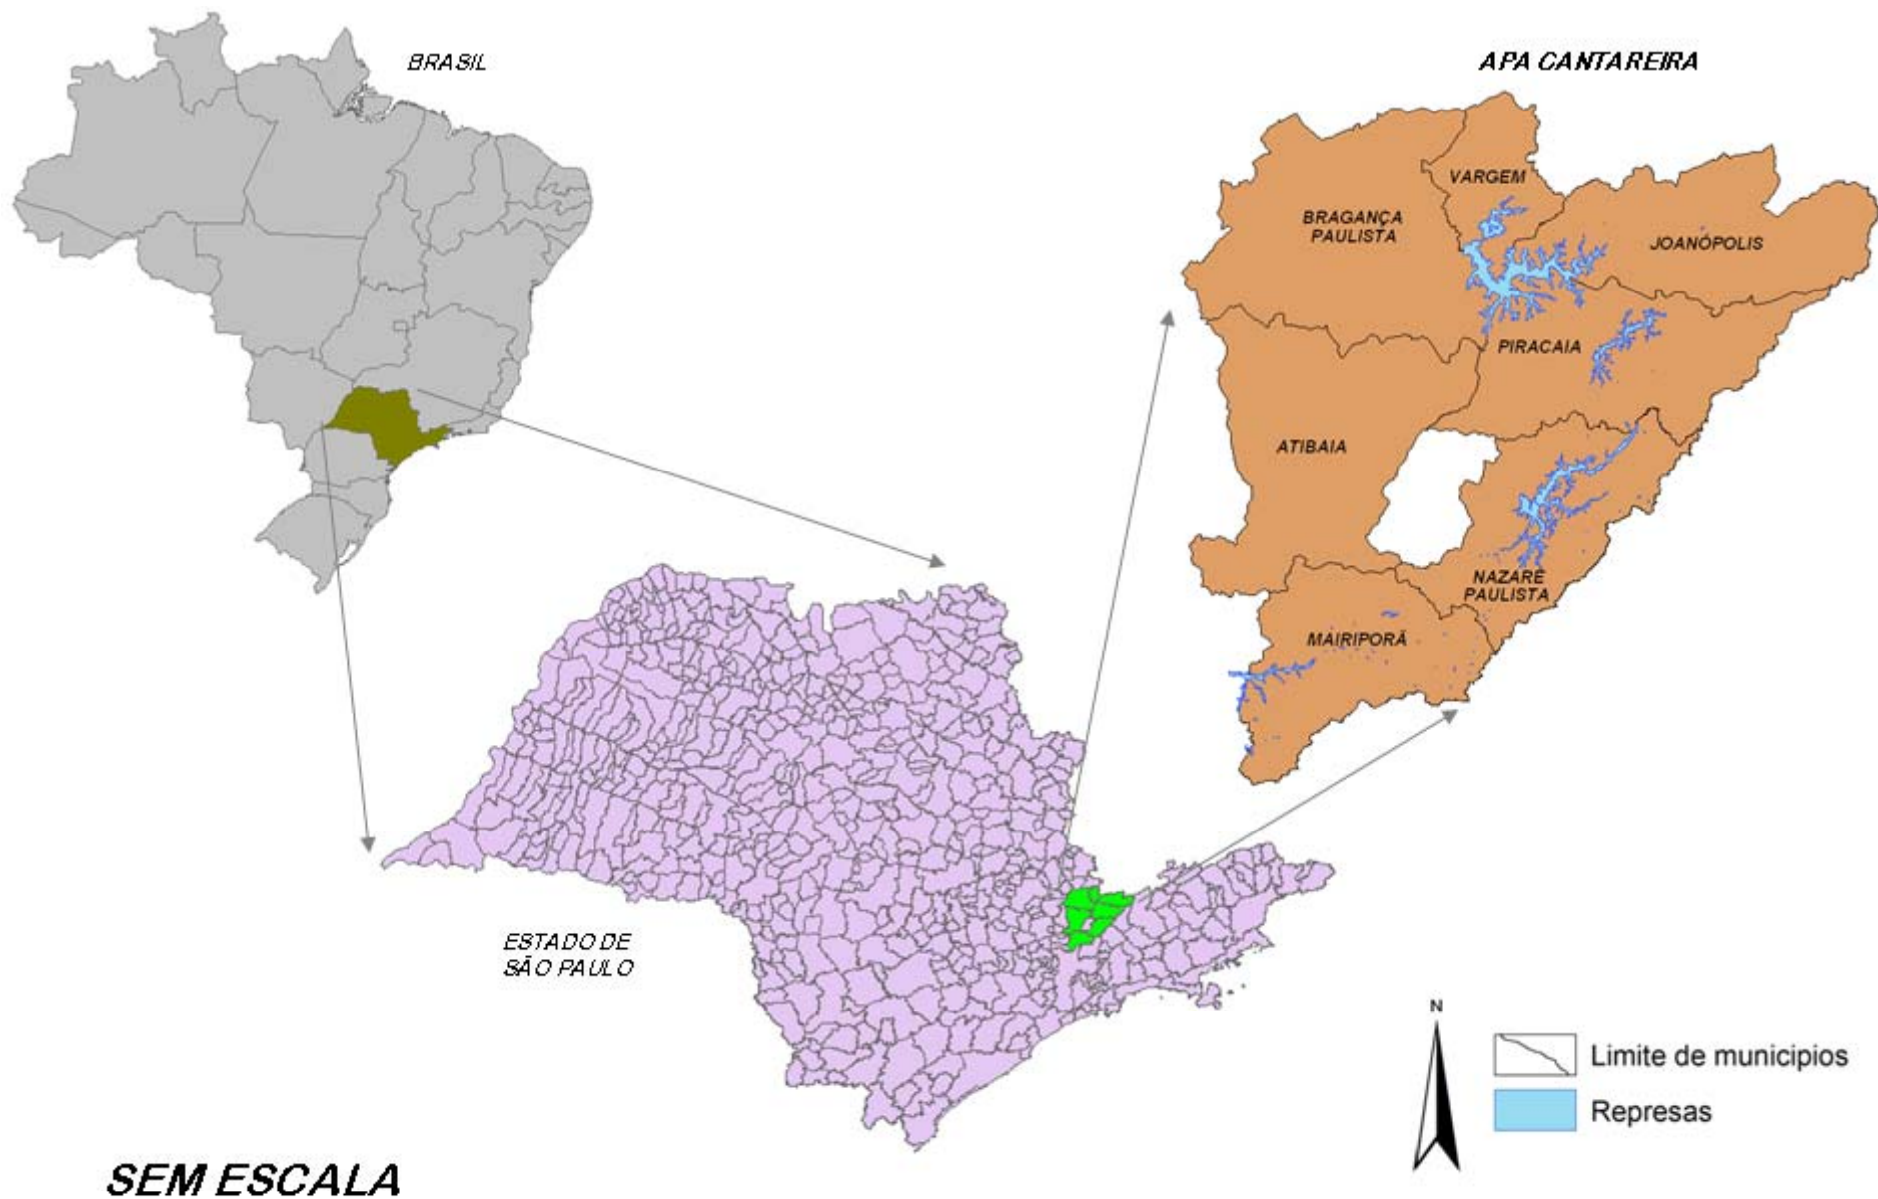 BRASIL
APA CANTAREIRA
VARGEM
BRAGANÇA
PAULISTA
JOANÓPOLIS
PIRACAIA
ATIBAIA
NAZARÉ
PAULISTA
MAIRIPORÃ
ESTADO DE
SÃO PAULO
N
Limite de municipios
Represas
SEM ESCALA